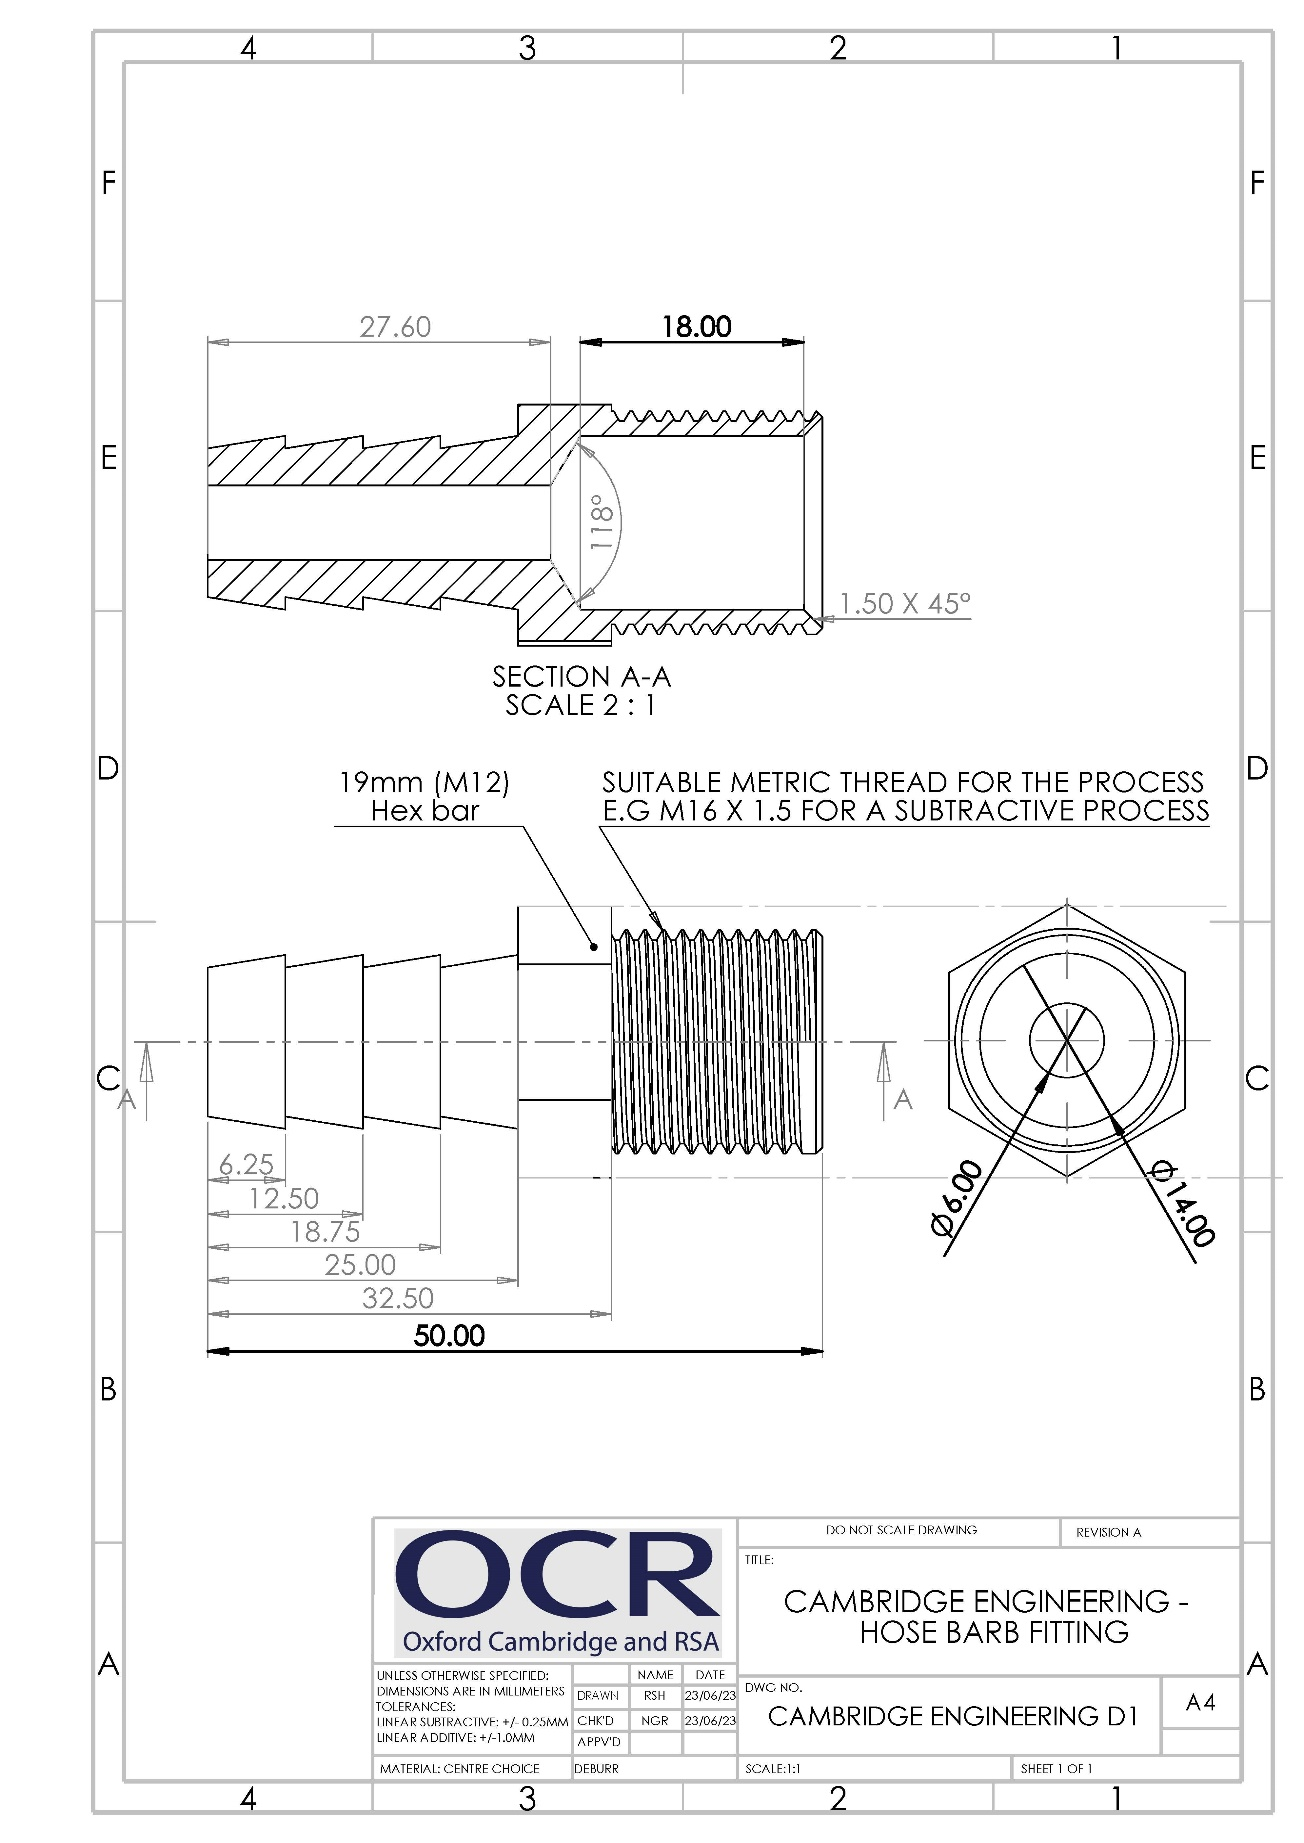 4 3 2 1
F F
27.60 18.00
E E
118°
1.50 X 45°
SECTION A-A
SCALE 2 : 1
D D
19mm (M12)
Hex bar
SUITABLE METRIC THREAD FOR THE PROCESS
E.G M16 X 1.5 FOR A SUBTRACTIVE PROCESS
C C
A A
6.25
12.50
18.75
25.00
32.50
50.00
Ø6.00
Ø14.00
B B
OCR
Oxford Cambridge and RSA
DO NOT SCALE DRAWING
REVISION A
TITLE:
CAMBRIDGE ENGINEERING -
HOSE BARB FITTING
A A
UNLESS OTHERWISE SPECIFIED:
DIMENSIONS ARE IN MILLIMETERS
TOLERANCES:
LINEAR SUBTRACTIVE: +/- 0.25MM
LINEAR ADDITIVE: +/-1.0MM
NAME DATE
DRAWN RSH 23/06/23
CHK'D NGR 23/06/23
APPV'D
DWG NO.
CAMBRIDGE ENGINEERING D1
A4
MATERIAL: CENTRE CHOICE
DEBURR
SCALE:1:1
SHEET 1 OF 1
4 3 2 1